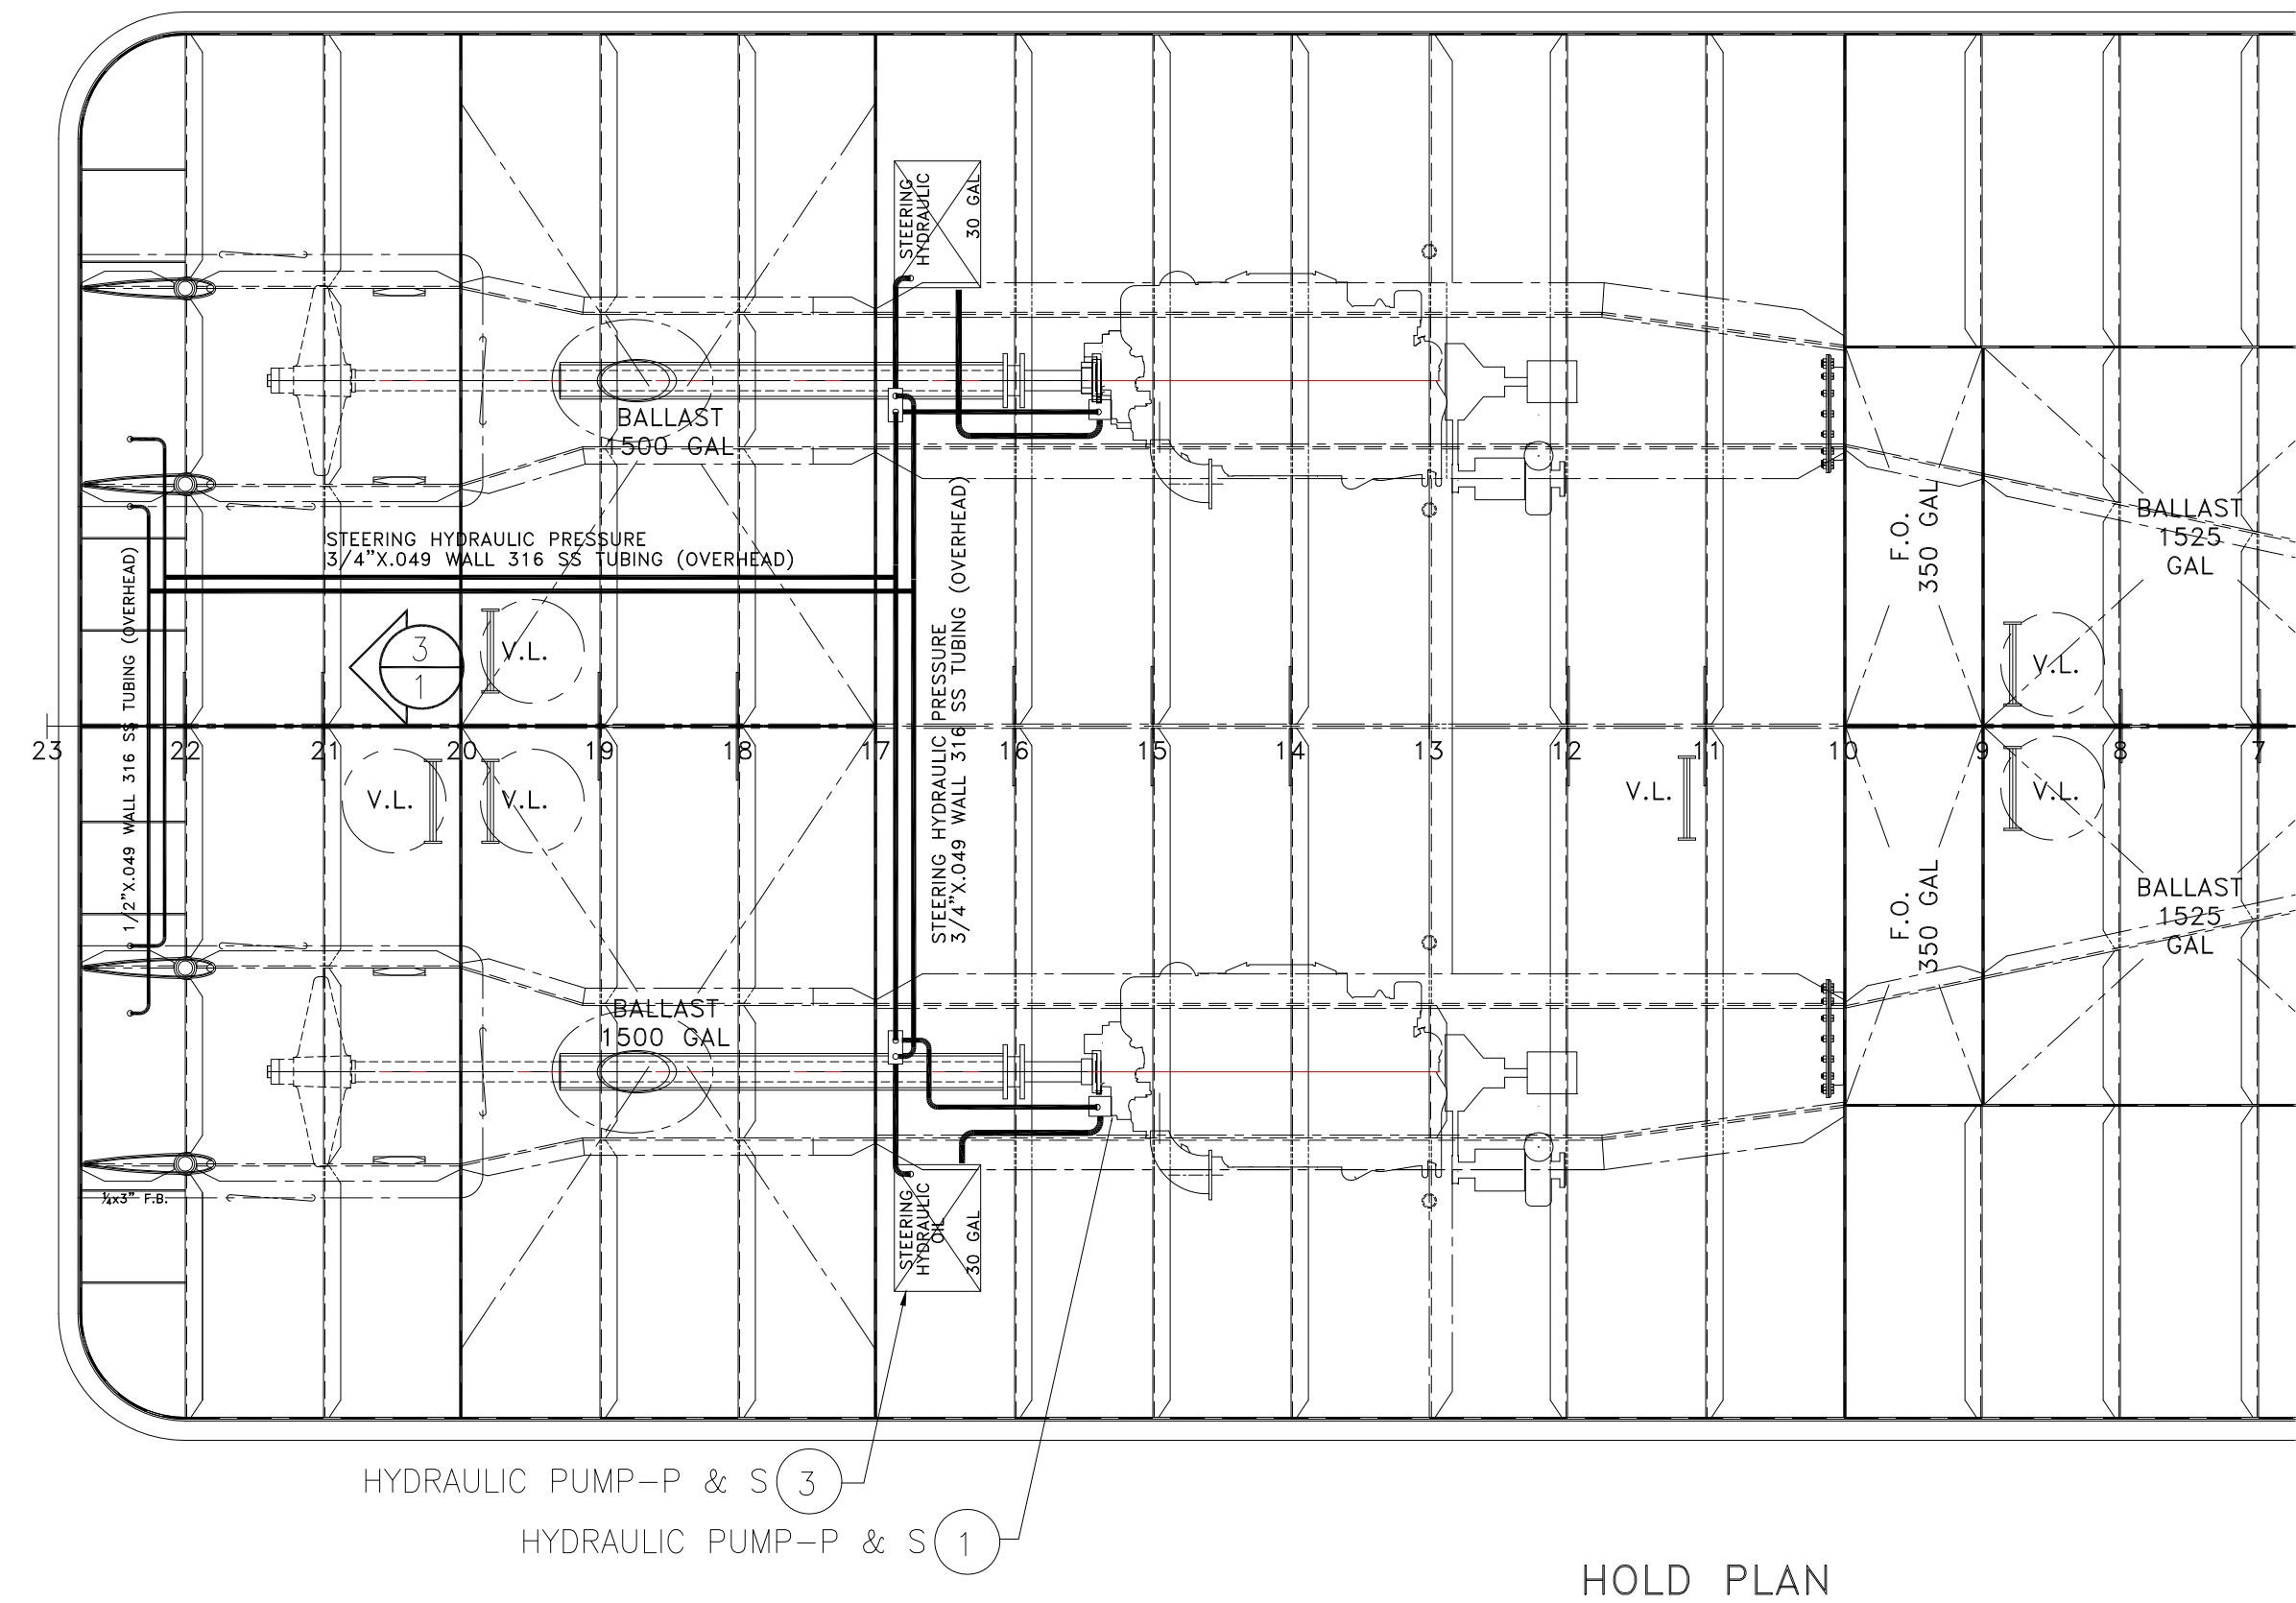 STEERING
HYDRAULIC
30 GAL
BALLAST
1500 GAL
STEERING HYDRAULIC PRESSURE
3/4"X.049 WALL 316 SS TUBING (OVERHEAD)
1/2"X.049 WALL 316 SS TUBING (OVERHEAD)
STEERING HYDRAULIC PRESSURE
3/4"X.049 WALL 316 SS TUBING (OVERHEAD)
F.O.
350 GAL
BALLAST
1525
GAL
3
1
V.L.
V.L.
23 22 21 20 19 18 17 16 15 14 13 12 11 10 9 8 7
V.L.
V.L.
V.L.
V.L.
F.O.
350 GAL
BALLAST
1525
GAL
BALLAST
1500 GAL
1/4x3" F.B.
STEERING
HYDRAULIC
OIL
30 GAL
HYDRAULIC PUMP-P & S 3
HYDRAULIC PUMP-P & S 1
HOLD PLAN